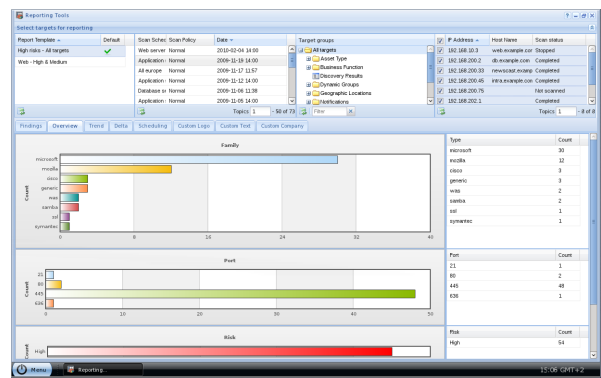 Reporting Tools
Select targets for reporting
Report Template Default
High risks - All targets
Web - High & Medium
Scan Sched Scan Policy Date
Web server Normal 2010-02-04 14:00
Application Normal 2009-11-19 14:00
All europe Normal 2009-11-17 11:57
Application Normal 2009-11-12 14:00
Database se Normal 2009-11-06 11:38
Application Normal 2009-11-05 14:00
Topics 1 - 50 of 73
Target groups
All targets
Asset Type
Business Function
Discovery Results
Dynamic Groups
Geographic Locations
Notifications
Filter
IP Address Host Name Scan status
192.168.10.3 web.example.com Stopped
192.168.200.2 db.example.com Completed
192.168.200.33 newscast.examp Completed
192.168.200.45 intra.example.com Completed
192.168.200.75 Not scanned
192.168.202.1 Completed
Topics 1 - 8 of 8
Findings Overview Trend Delta Scheduling Custom Logo Custom Text Custom Company
Family
Count
microsoft
mozilla
cisco
generic
was
samba
ssl
symantec
0 8 16 24 32 40
Type Count
microsoft 30
mozilla 12
cisco 3
generic 3
was 2
samba 2
ssl 1
symantec 1
Port
Count
21
80
445
636
0 10 20 30 40 50
Port Count
21 1
80 2
445 48
636 1
Risk
Count
High
Risk Count
High 54
Menu Reporting...
15:06 GMT+2